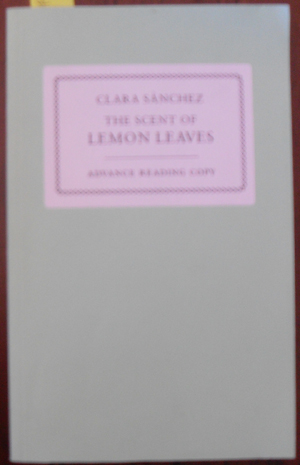 CLARA SÁNCHEZ
THE SCENT OF
LEMON LEAVES
ADVANCE READING COPY